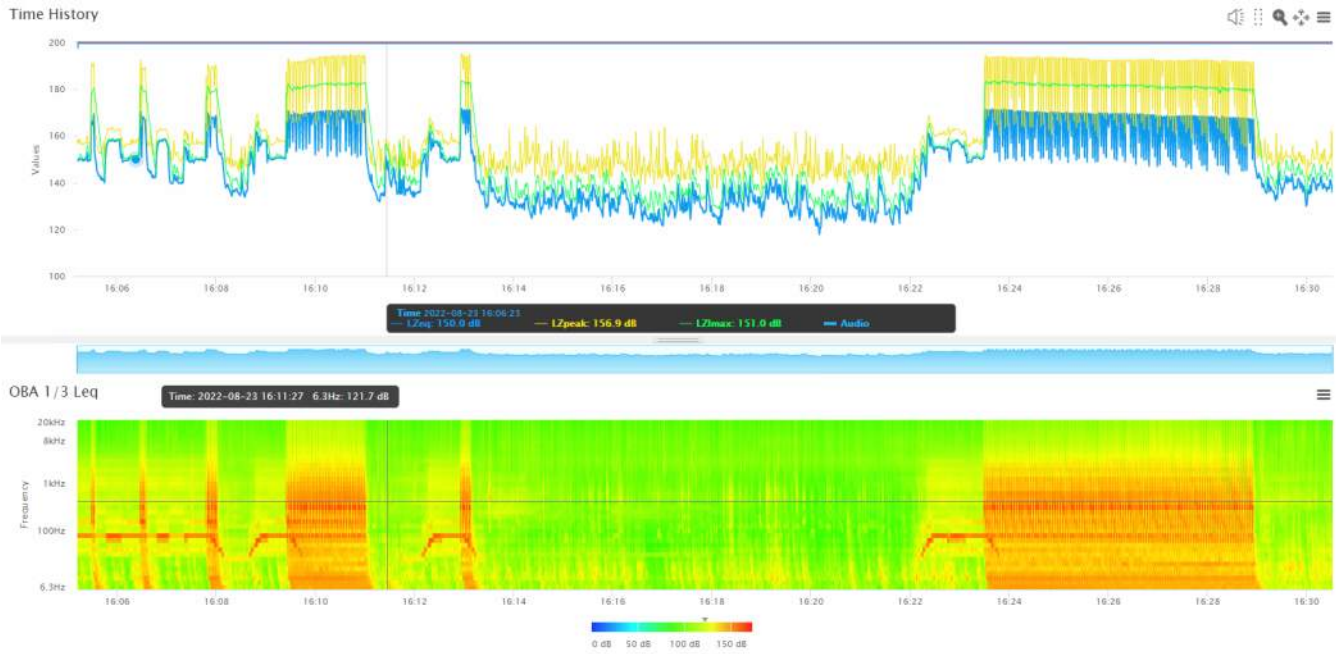 Time History
200
180
160
140
120
100
Values
16:06 16:08 16:10 16:12 16:14 16:16 16:18 16:20 16:22 16:24 16:26 16:28 16:30
Time 2022-08-23 16:06:23
LZeq: 150.0 dB LZpeak: 156.9 dB LZImax: 151.0 dB Audio
OBA 1/3 Leq
Time: 2022-08-23 16:11:27 6.3Hz: 121.7 dB
20kHz
8kHz
1kHz
100Hz
6.3Hz
Frequency
16:06 16:08 16:10 16:12 16:14 16:16 16:18 16:20 16:22 16:24 16:26 16:28 16:30
0 dB 50 dB 100 dB 150 dB